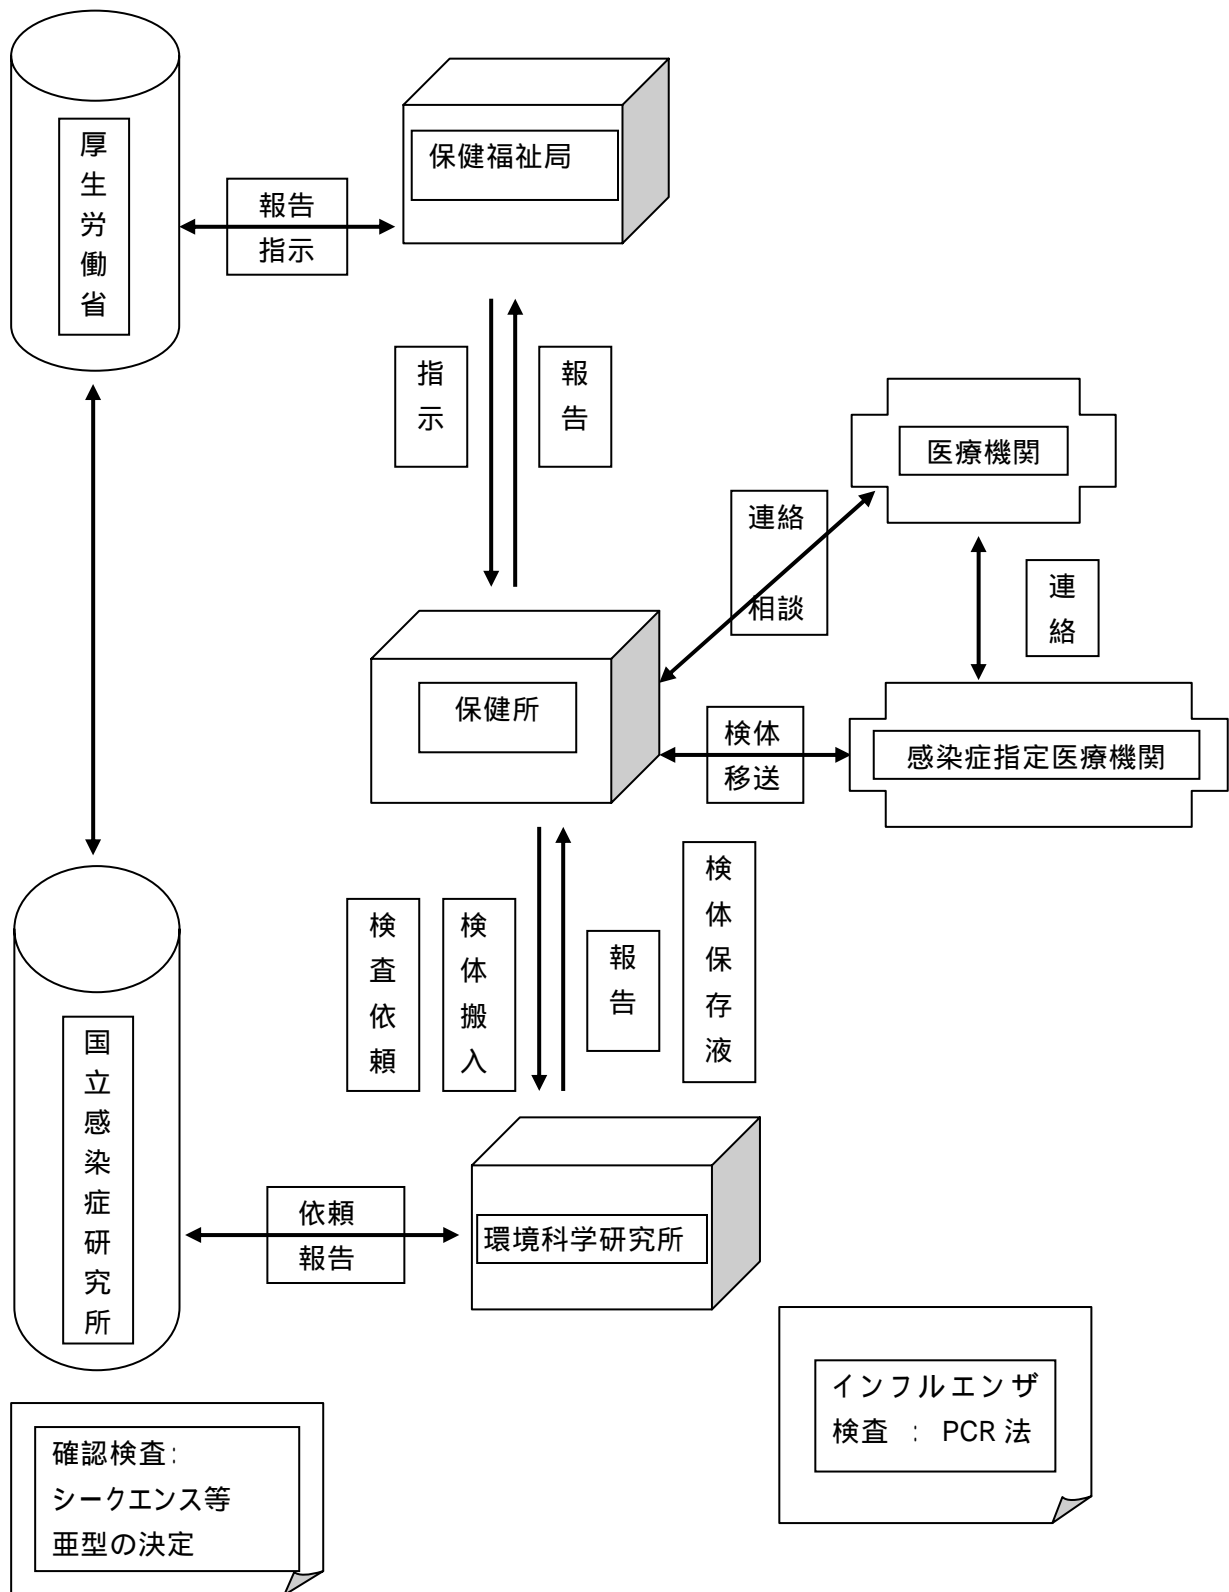 厚生労働省
保健福祉局
報告
指示
指示
報告
医療機関
連絡
相談
連絡
保健所
検体
移送
感染症指定医療機関
検査依頼
検体搬入
報告
検体保存液
国立感染症研究所
依頼
報告
環境科学研究所
インフルエンザ
検査 : PCR 法
確認検査:
シークエンス等
亜型の決定